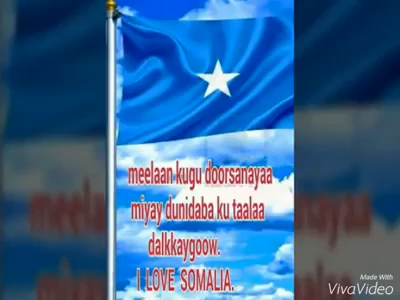 meelaan kugu doorsanayaa
miyay dunidaba ku taalaa
dalkkaygoow.
I LOVE SOMALIA.
Made With
VivaVideo